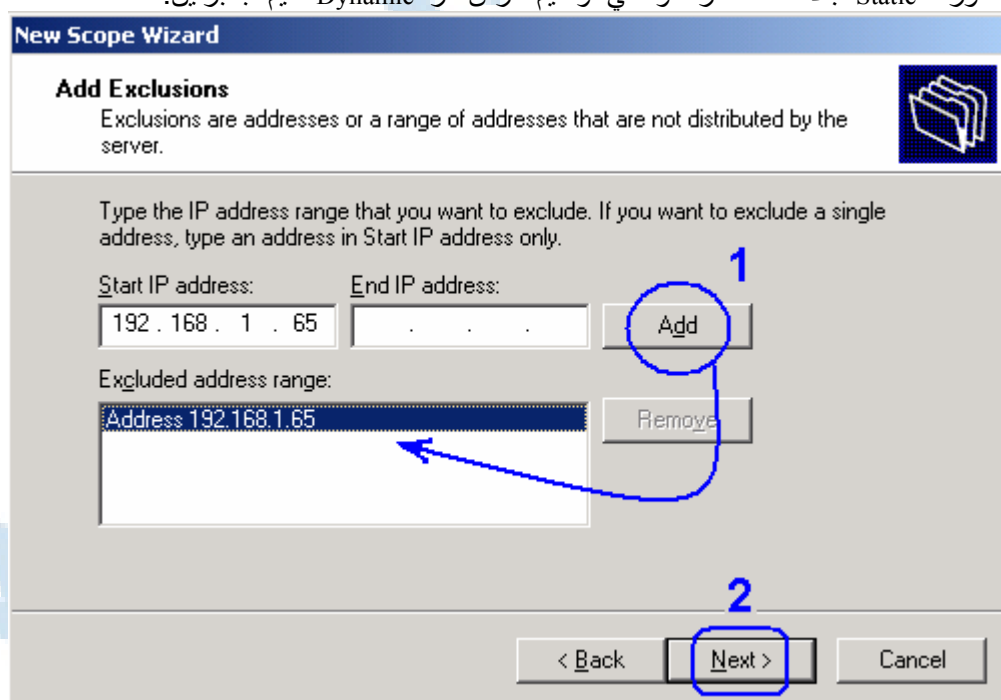 Static
Dynamic
New Scope Wizard
Add Exclusions
Exclusions are addresses or a range of addresses that are not distributed by the
server.
Type the IP address range that you want to exclude. If you want to exclude a single
address, type an address in Start IP address only.
1
Start IP address: End IP address:
192 . 168 . 1 . 65 . . . Add
Excluded address range:
Address 192.168.1.65 Remove
2
< Back Next > Cancel